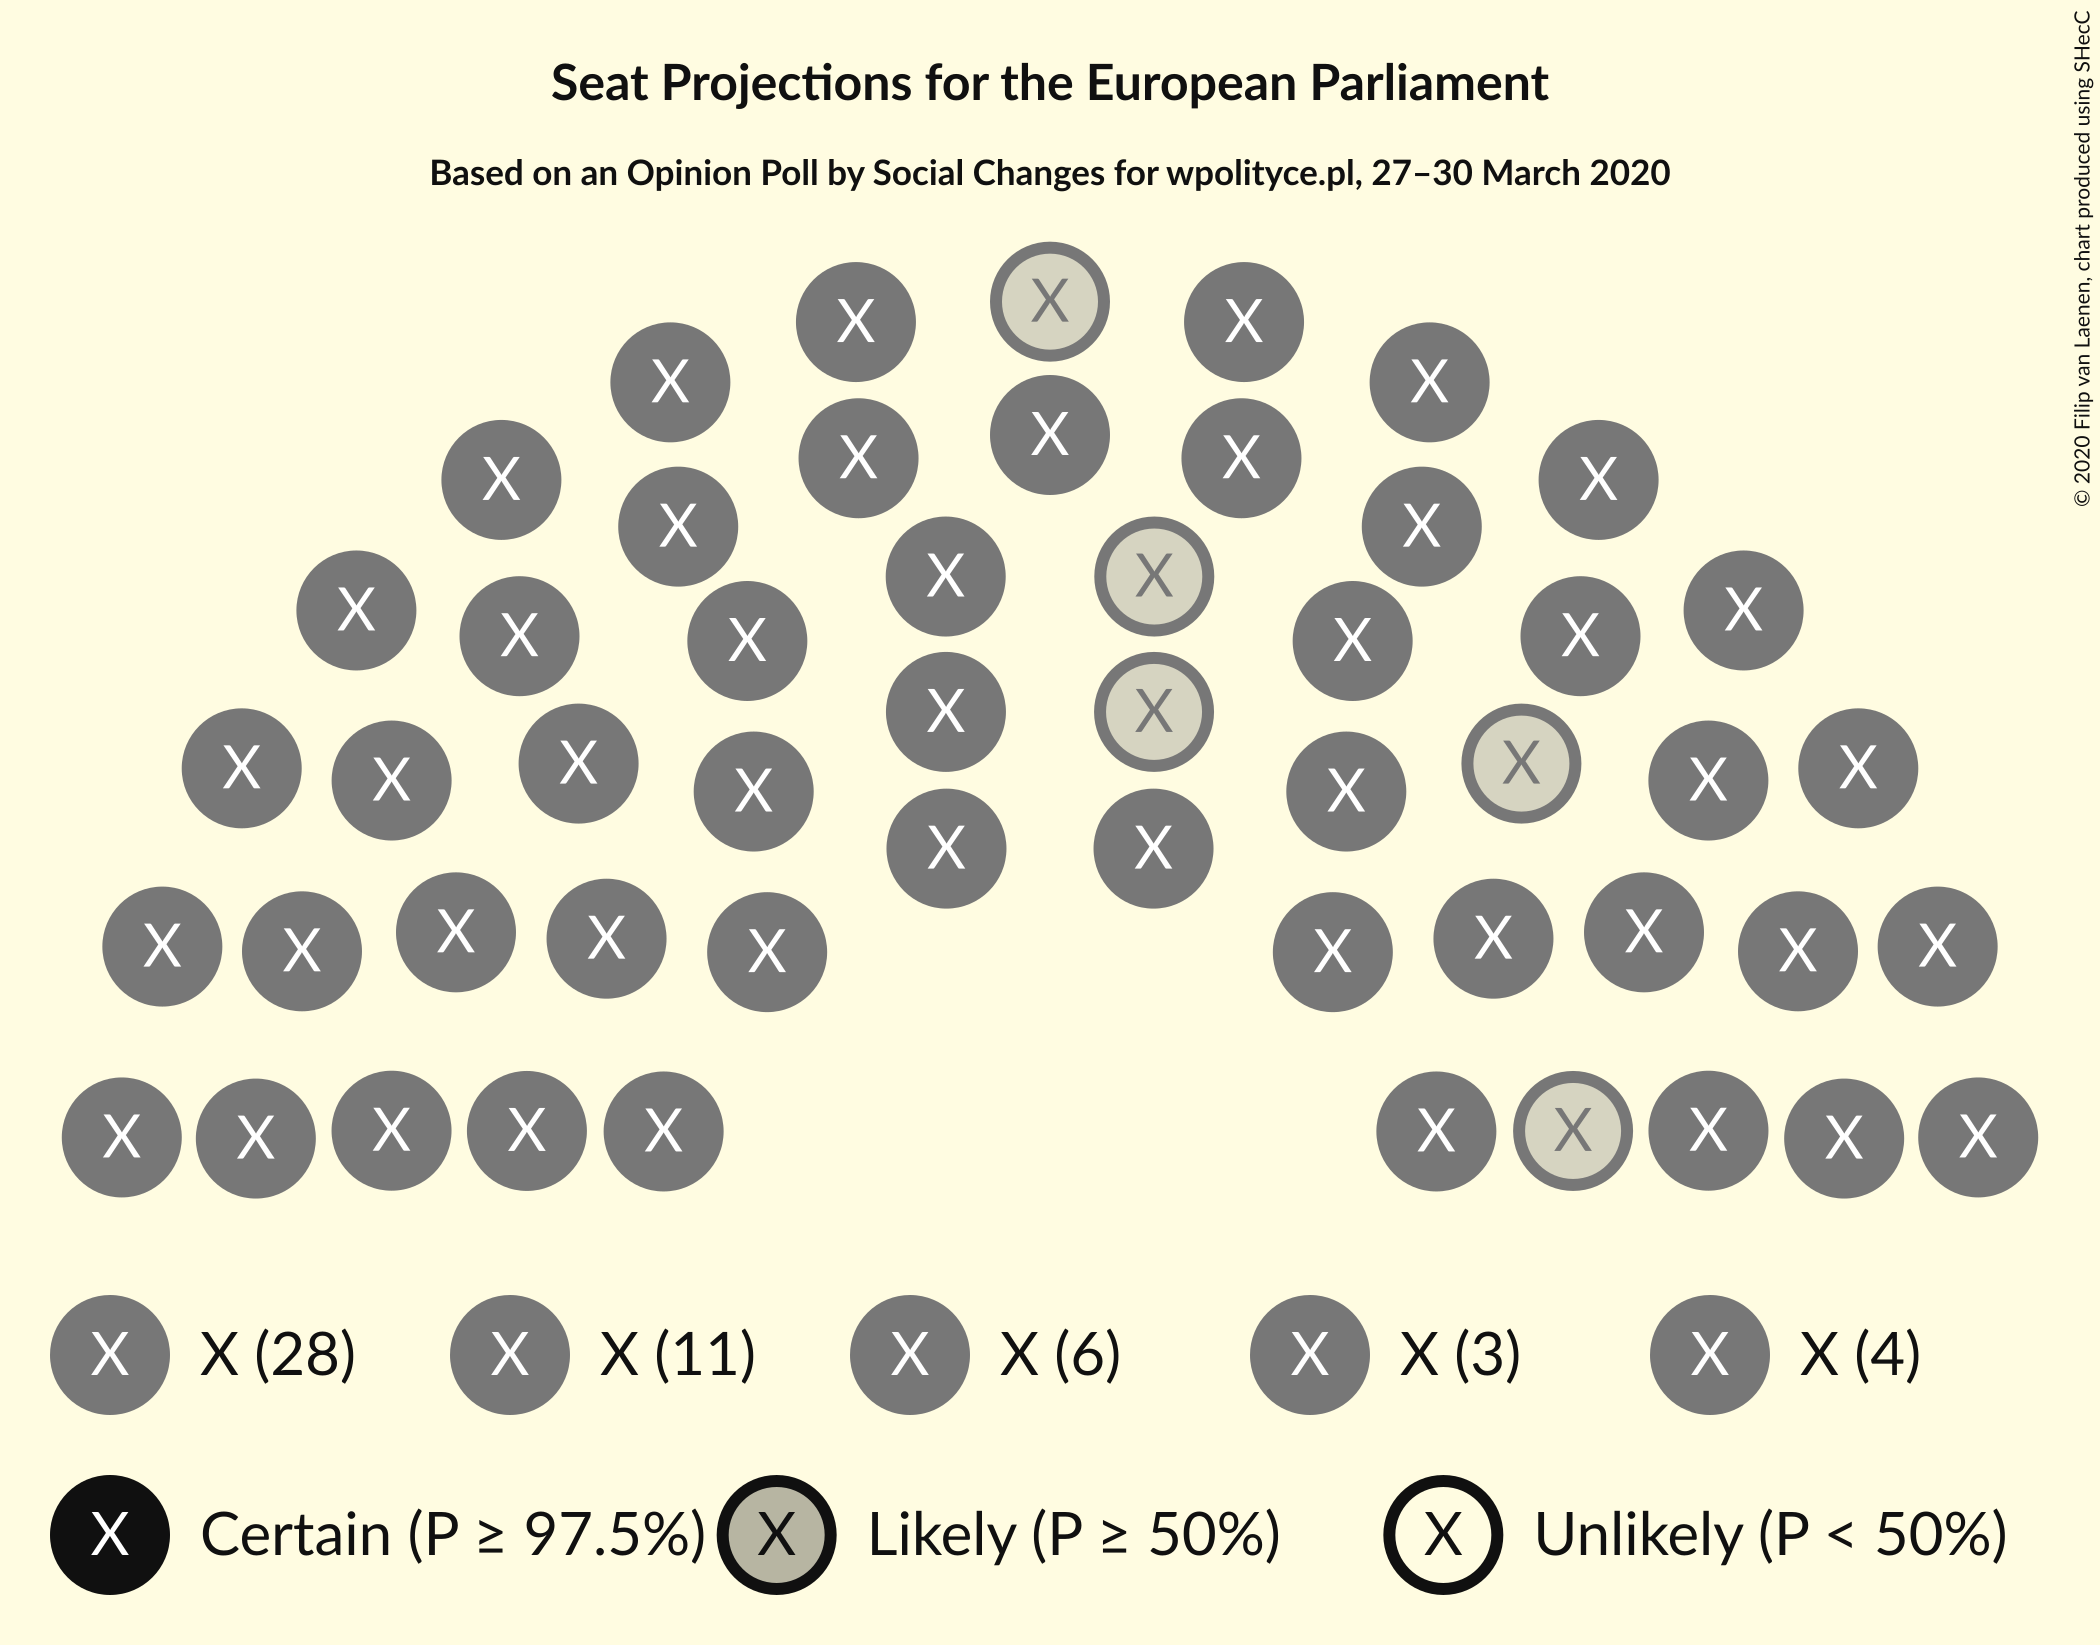 Seat Projections for the European Parliament
Based on an Opinion Poll by Social Changes for wpolityce.pl, 27–30 March 2020
© 2020 Filip van Laenen, chart produced using SHecC
X
X X
X X
X
X X
X X
X X
X X
X X
X X X X
X X
X X X X
X X X X
X X
X X X X X X X X X X
X X X X X X X X X X
X X (28) X X (11) X X (6) X X (3) X X (4)
X Certain (P ≥ 97.5%) X Likely (P ≥ 50%) X Unlikely (P < 50%)